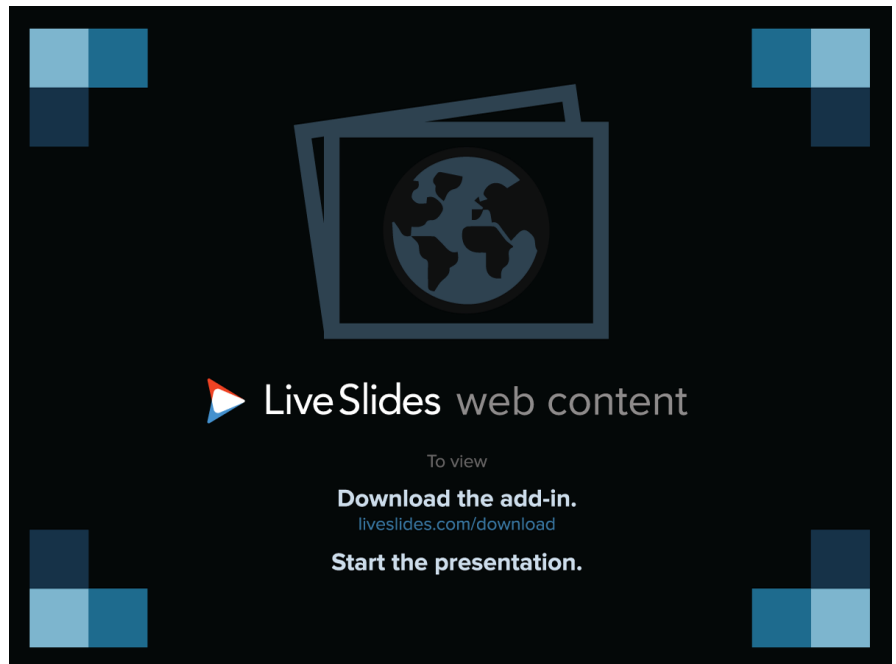 LiveSlides web content
To view
Download the add-in.
liveslides.com/download
Start the presentation.